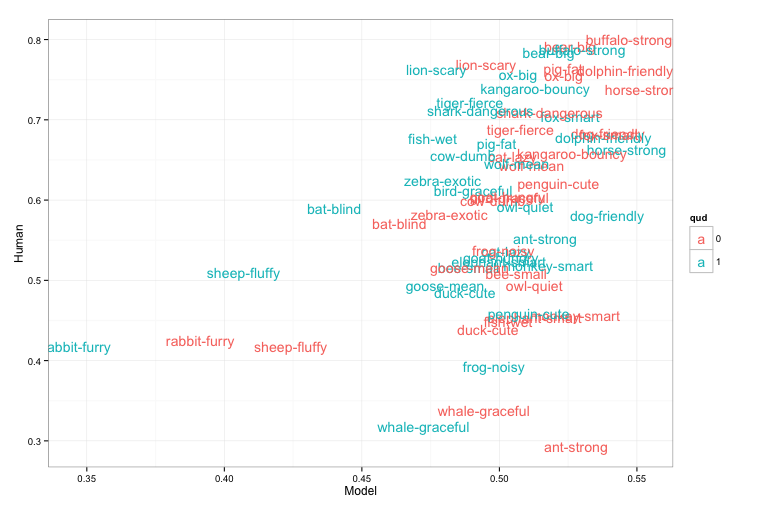 0.8
0.7
0.6
0.5
0.4
0.3
Human
buffalo-strong
bear-big
buffalo-strong
bear-big
lion-scary
lion-scary
pig-fat
dolphin-friendly
ox-big
ox-big
kangaroo-bouncy
horse-stror
tiger-fierce
shark-dangerous
shark-dangerous
fox-smart
tiger-fierce
fish-wet
dolphin-friendly
pig-fat
horse-strong
cow-dumb
kangaroo-bouncy
wolf-mean
wolf-mean
zebra-exotic
penguin-cute
bird-graceful
bat-blind
owl-quiet
zebra-exotic
dog-friendly
bat-blind
ant-strong
frog-noisy
monkey-smart
sheep-fluffy
bee-small
goose-mean
owl-quiet
duck-cute
penguin-cute
monkey-smart
fish-wet
duck-cute
rabbit-furry
abbit-furry
sheep-fluffy
frog-noisy
whale-graceful
whale-graceful
ant-strong
qud
a 0
a 1
0.35 0.40 0.45 0.50 0.55
Model